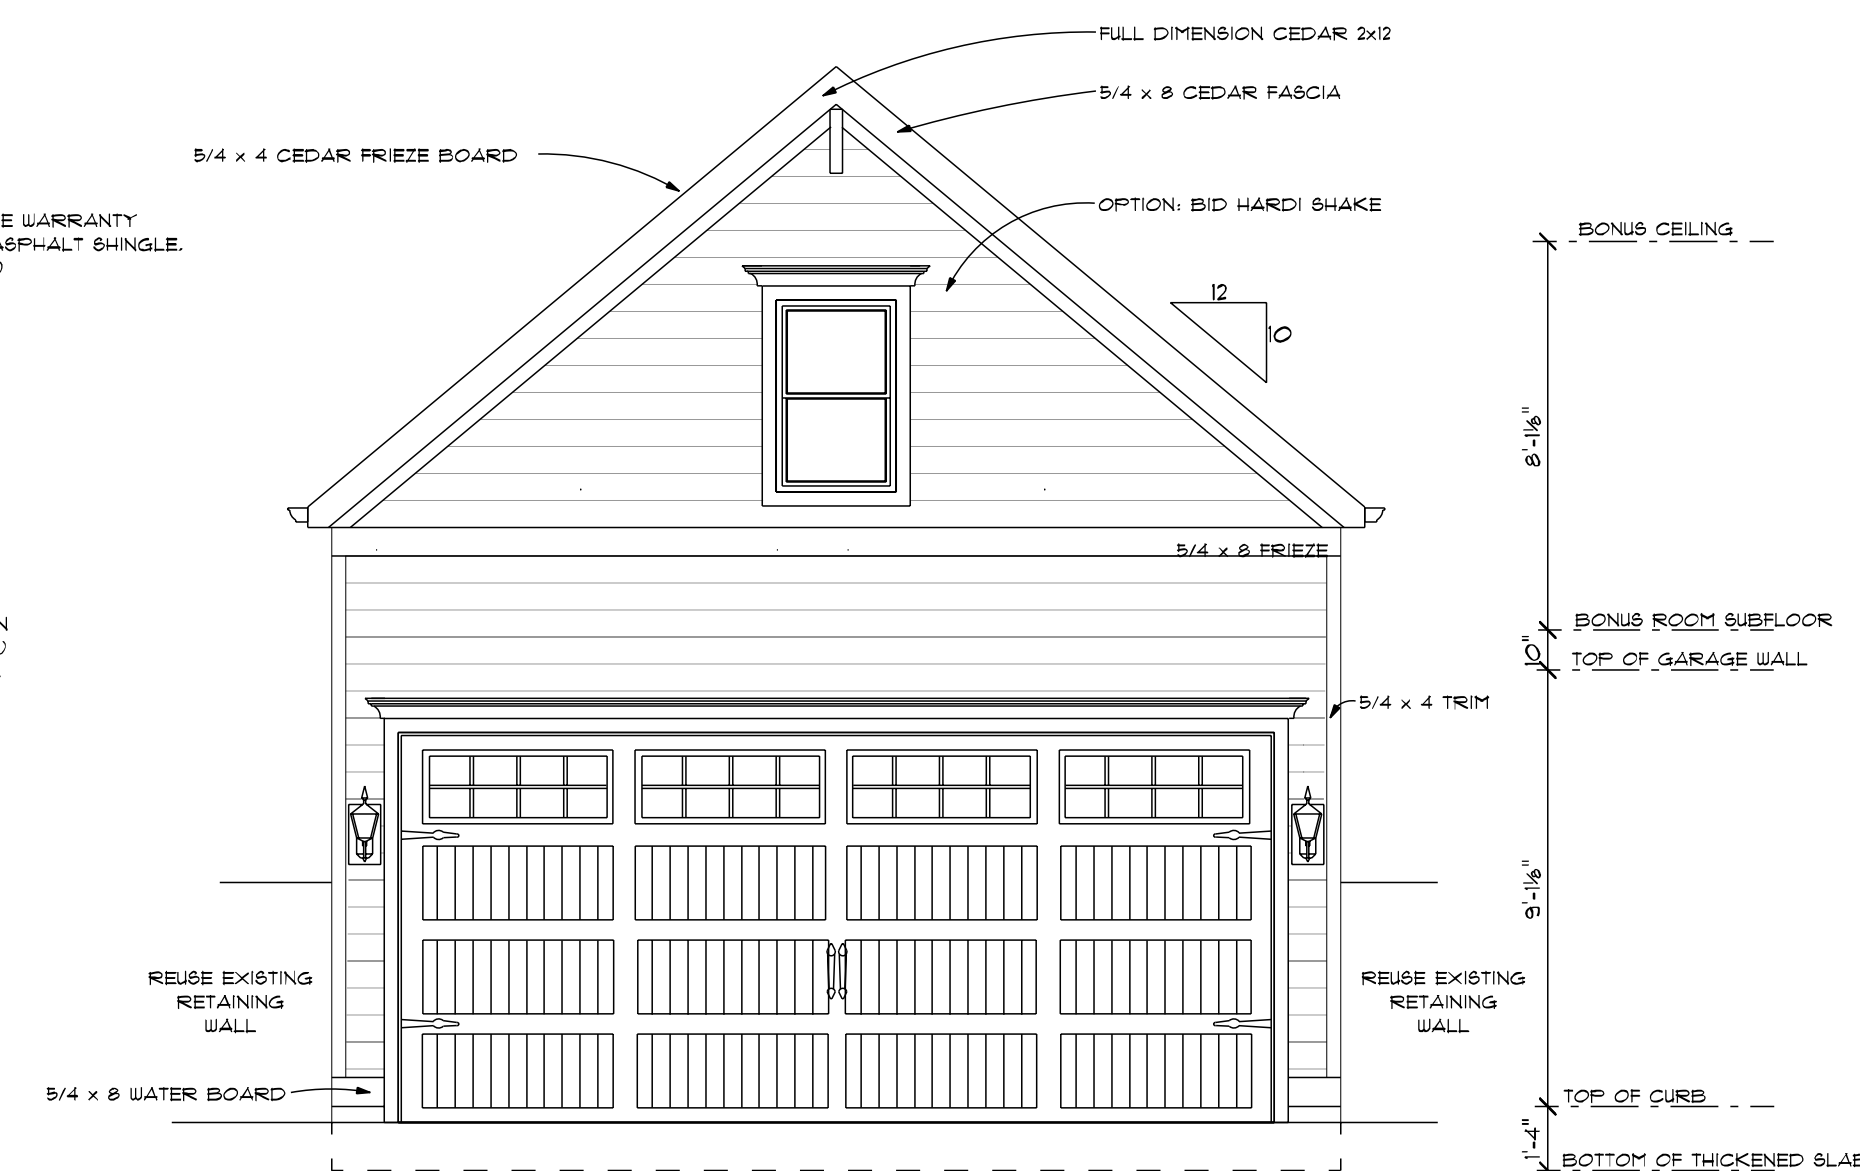 FULL DIMENSION CEDAR 2x12
5/4 x 8 CEDAR FASCIA
5/4 x 4 CEDAR FRIEZE BOARD
OPTION: BID HARDI SHAKE
E WARRANTY
ASPHALT SHINGLE.
BONUS CEILING
12
10
8'-1⅛"
5/4 x 8 FRIEZE
BONUS ROOM SUBFLOOR
10"
TOP OF GARAGE WALL
5/4 x 4 TRIM
9'-1⅛"
REUSE EXISTING
RETAINING
WALL
REUSE EXISTING
RETAINING
WALL
5/4 x 8 WATER BOARD
TOP OF CURB
1'-4"
BOTTOM OF THICKENED SLAB